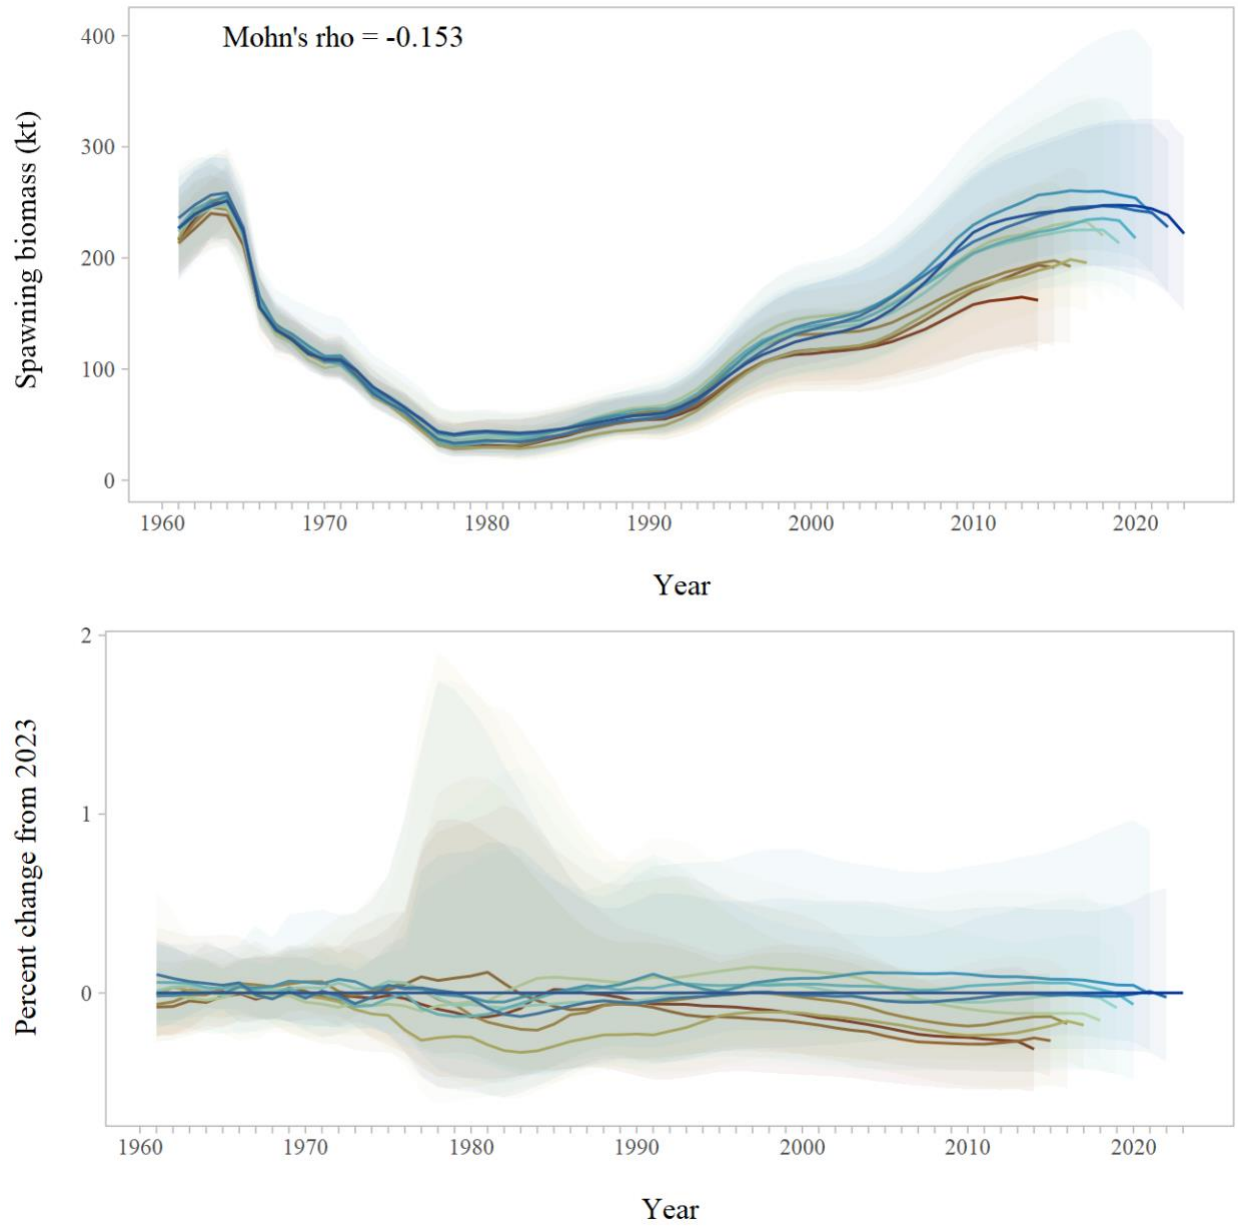 Mohn's rho = -0.153
Spawning biomass (kt)
400
300
200
100
0
1960 1970 1980 1990 2000 2010 2020
Year
Percent change from 2023
2
1
0
1960 1970 1980 1990 2000 2010 2020
Year